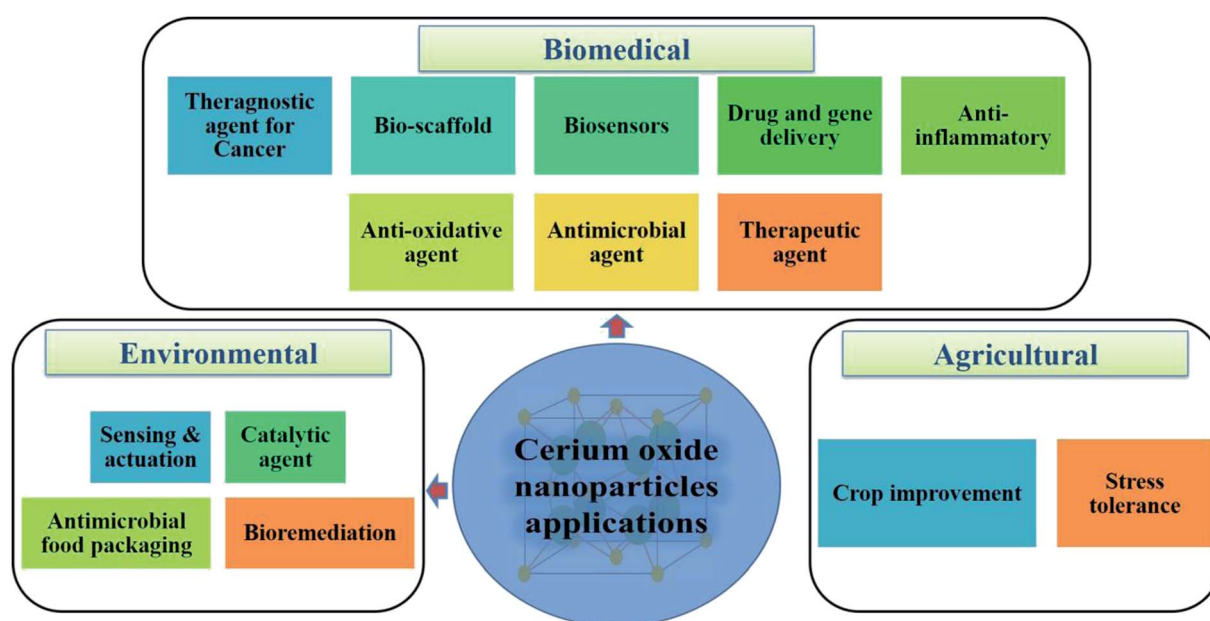 Biomedical
Theragnostic
agent for
Cancer
Bio-scaffold
Biosensors
Drug and gene
delivery
Anti-
inflammatory
Anti-oxidative
agent
Antimicrobial
agent
Therapeutic
agent
Environmental
Sensing &
actuation
Catalytic
agent
Antimicrobial
food packaging
Bioremediation
Cerium oxide
nanoparticles
applications
Agricultural
Crop improvement
Stress
tolerance